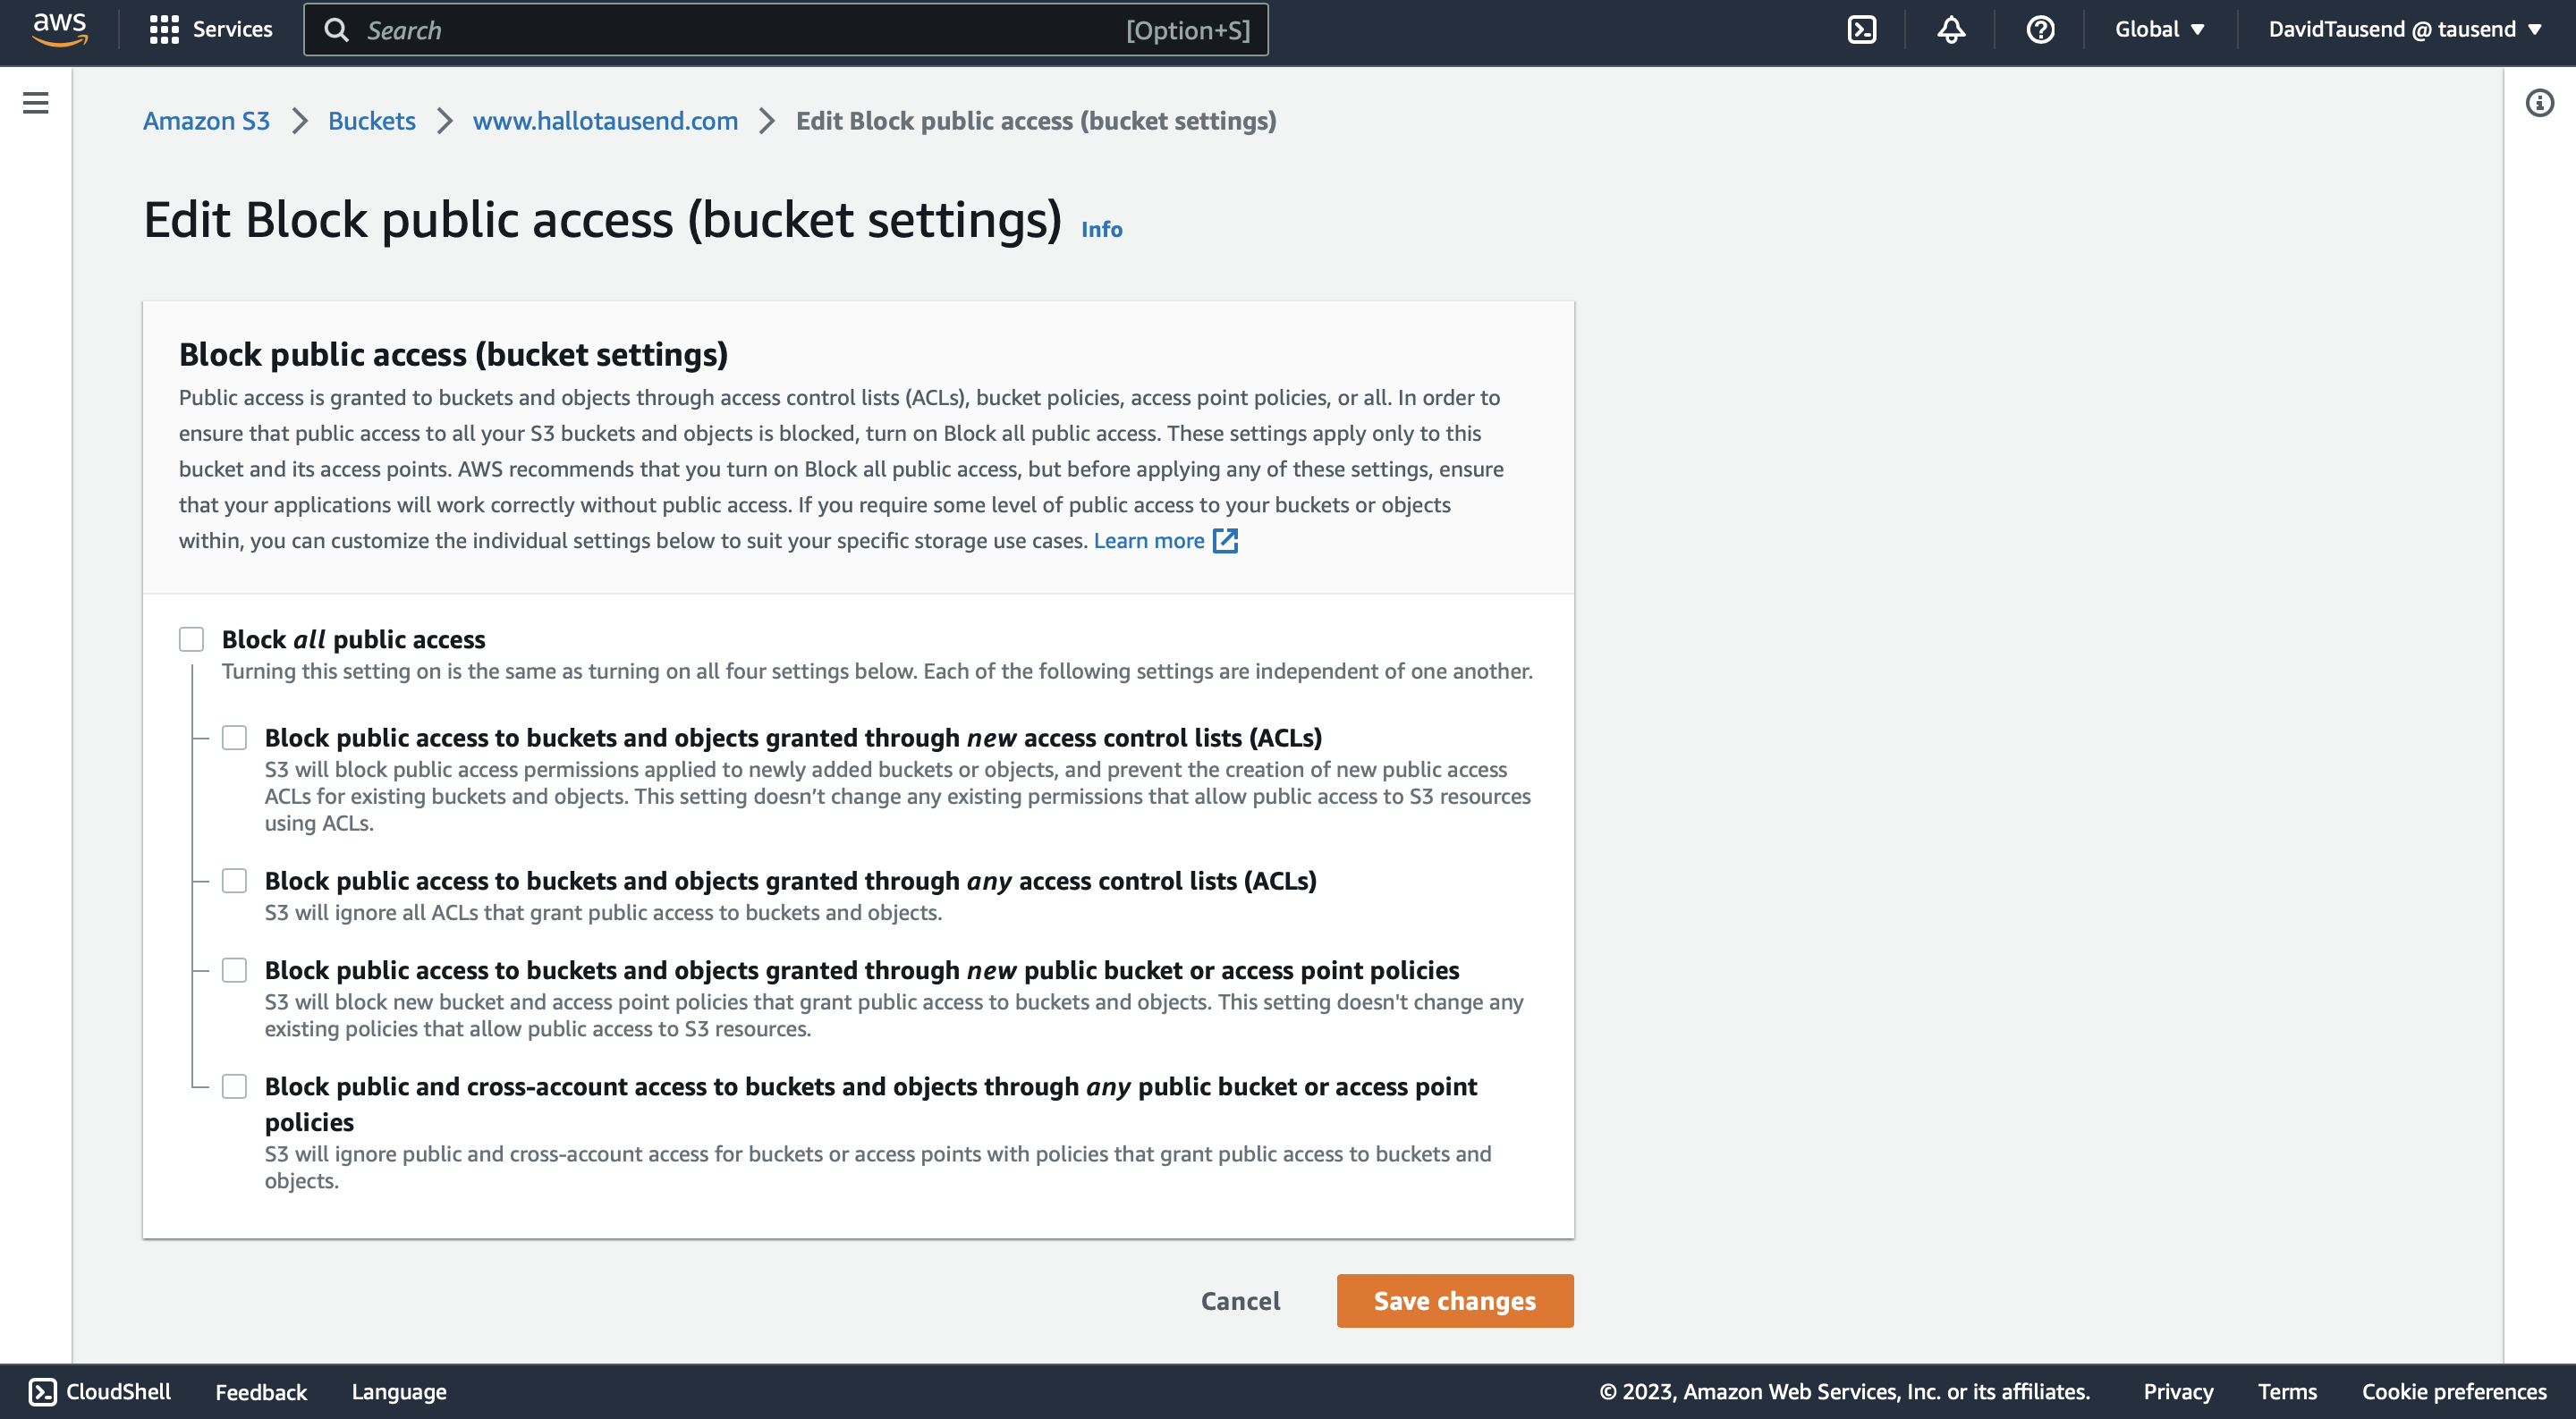 aws
Services
Search [Option+S]
Global
DavidTausend @ tausend
Amazon S3 Buckets www.hallotausend.com Edit Block public access (bucket settings)
Edit Block public access (bucket settings) Info
Block public access (bucket settings)
Public access is granted to buckets and objects through access control lists (ACLs), bucket policies, access point policies, or all. In order to
ensure that public access to all your S3 buckets and objects is blocked, turn on Block all public access. These settings apply only to this
bucket and its access points. AWS recommends that you turn on Block all public access, but before applying any of these settings, ensure
that your applications will work correctly without public access. If you require some level of public access to your buckets or objects
within, you can customize the individual settings below to suit your specific storage use cases. Learn more
Block all public access
Turning this setting on is the same as turning on all four settings below. Each of the following settings are independent of one another.
Block public access to buckets and objects granted through new access control lists (ACLs)
S3 will block public access permissions applied to newly added buckets or objects, and prevent the creation of new public access
ACLs for existing buckets and objects. This setting doesn’t change any existing permissions that allow public access to S3 resources
using ACLs.
Block public access to buckets and objects granted through any access control lists (ACLs)
S3 will ignore all ACLs that grant public access to buckets and objects.
Block public access to buckets and objects granted through new public bucket or access point policies
S3 will block new bucket and access point policies that grant public access to buckets and objects. This setting doesn't change any
existing policies that allow public access to S3 resources.
Block public and cross-account access to buckets and objects through any public bucket or access point
policies
S3 will ignore public and cross-account access for buckets or access points with policies that grant public access to buckets and
objects.
Cancel
Save changes
CloudShell Feedback Language © 2023, Amazon Web Services, Inc. or its affiliates. Privacy Terms Cookie preferences